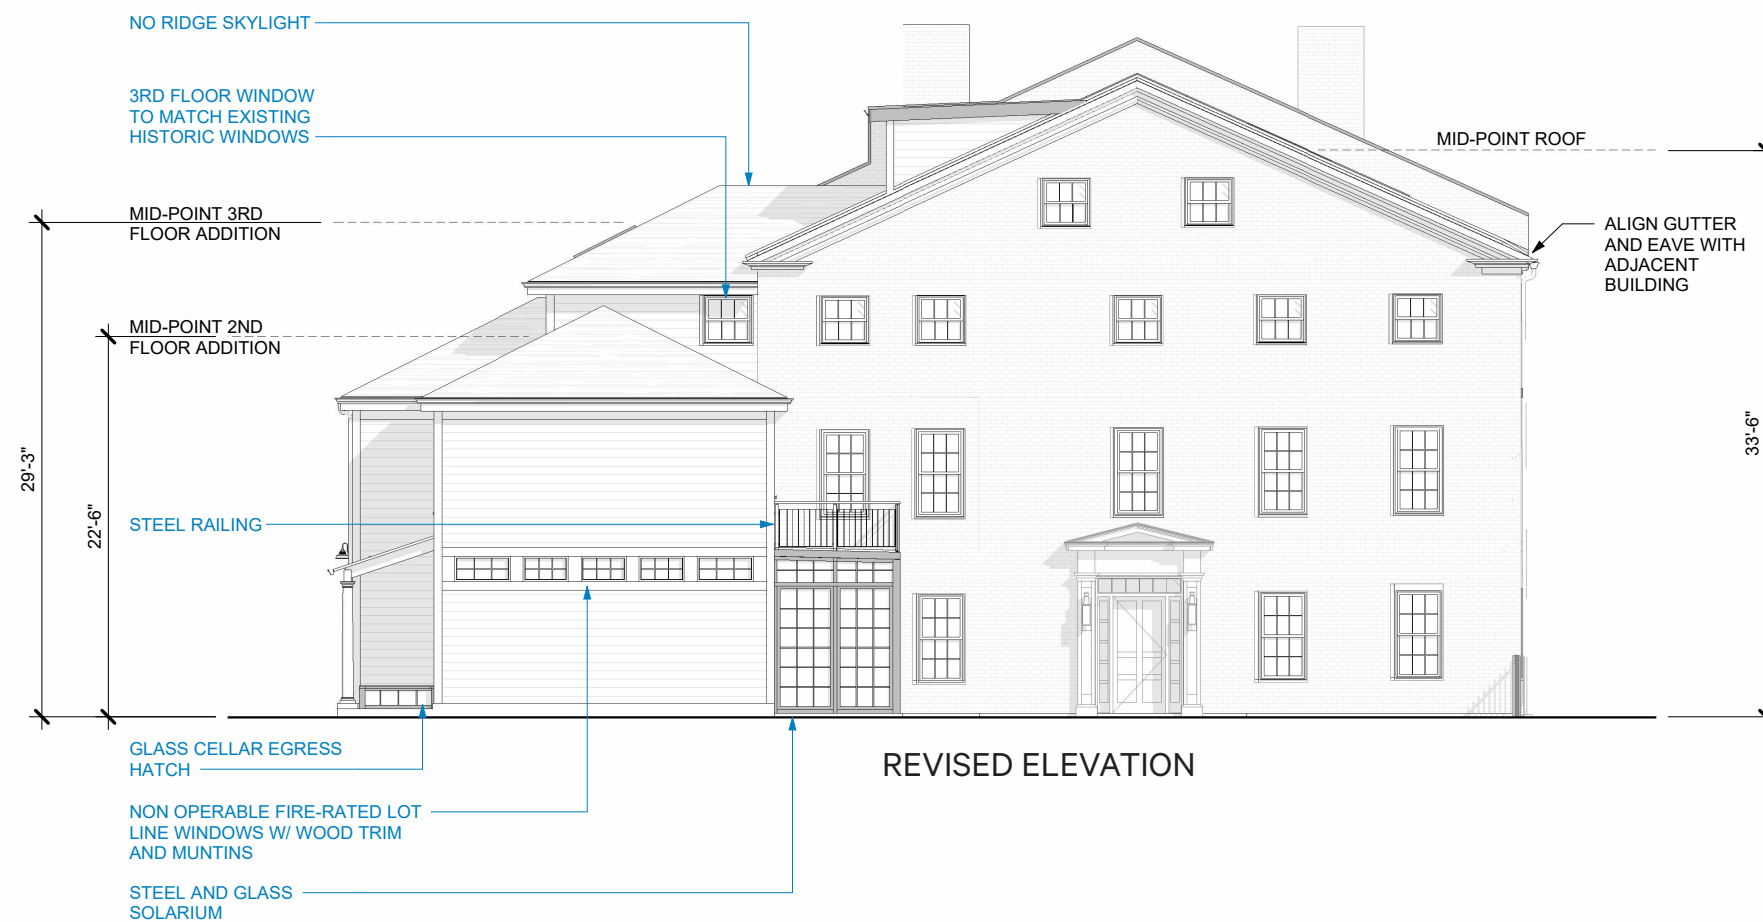 NO RIDGE SKYLIGHT
3RD FLOOR WINDOW
TO MATCH EXISTING
HISTORIC WINDOWS
MID-POINT ROOF
MID-POINT 3RD
FLOOR ADDITION
ALIGN GUTTER
AND EAVE WITH
ADJACENT
BUILDING
MID-POINT 2ND
FLOOR ADDITION
29'-3"
22'-6"
33'-6"
STEEL RAILING
GLASS CELLAR EGRESS
HATCH
REVISED ELEVATION
NON OPERABLE FIRE-RATED LOT
LINE WINDOWS W/ WOOD TRIM
AND MUNTINS
STEEL AND GLASS
SOLARIUM